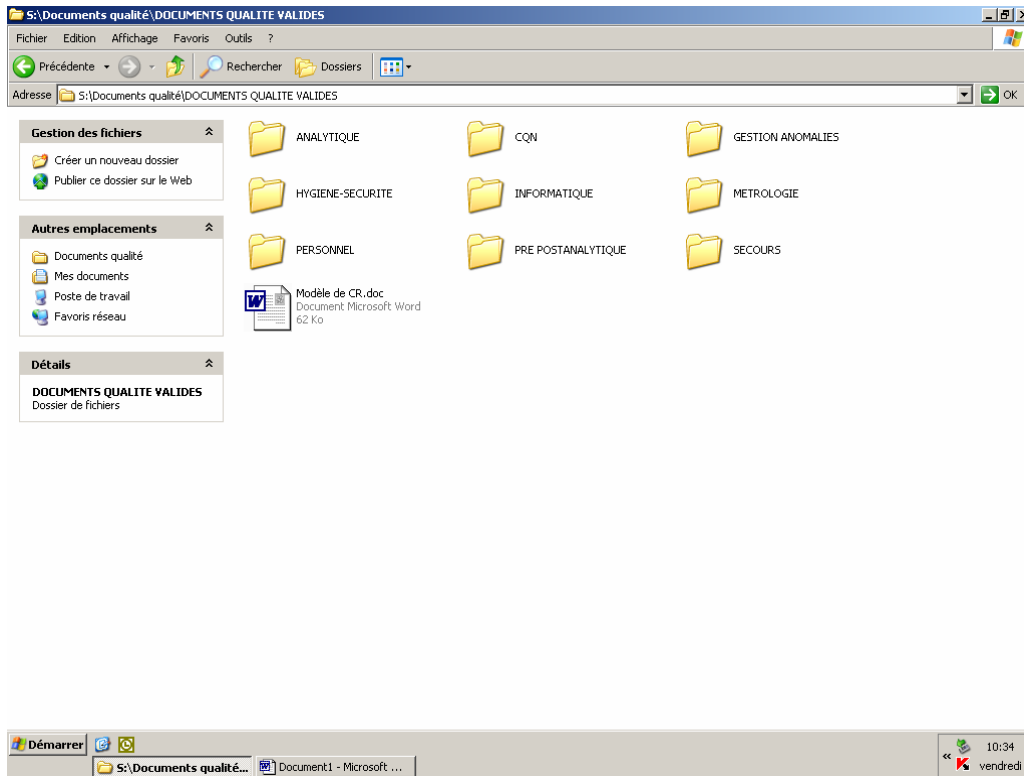 S:\Documents qualité\DOCUMENTS QUALITE VALIDES
Fichier Edition Affichage Favoris Outils ?
Précédente Rechercher Dossiers
Adresse S:\Documents qualité\DOCUMENTS QUALITE VALIDES OK
Gestion des fichiers
Créer un nouveau dossier
Publier ce dossier sur le Web
Autres emplacements
Documents qualité
Mes documents
Poste de travail
Favoris réseau
Détails
DOCUMENTS QUALITE VALIDES
Dossier de fichiers
ANALYTIQUE CQN GESTION ANOMALIES
HYGIENE-SECURITE INFORMATIQUE METROLOGIE
PERSONNEL PRE POSTANALYTIQUE SECOURS
Modèle de CR.doc
Document Microsoft Word
62 Ko
Démarrer
S:\Documents qualité... Document1 - Microsoft ...
« 10:34
vendredi